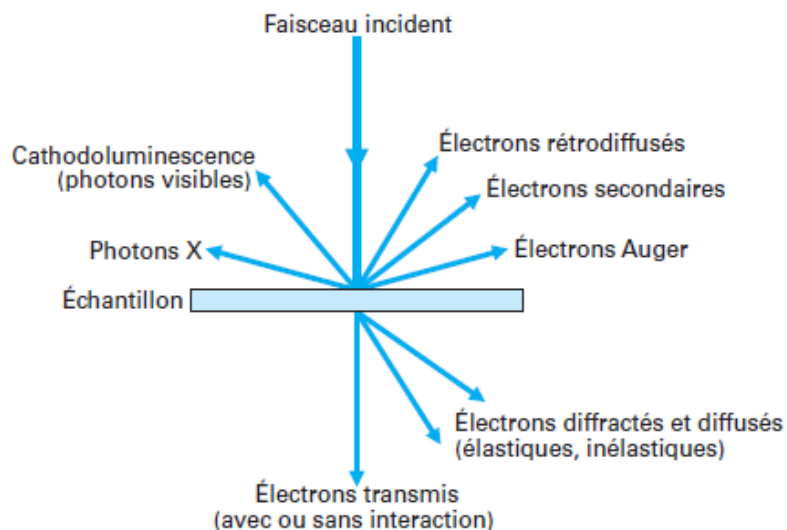 Faisceau incident
Électrons rétrodiffusés
Cathodoluminescence
(photons visibles)
Électrons secondaires
Photons X
Électrons Auger
Échantillon
Électrons diffractés et diffusés
(élastiques, inélastiques)
Électrons transmis
(avec ou sans interaction)